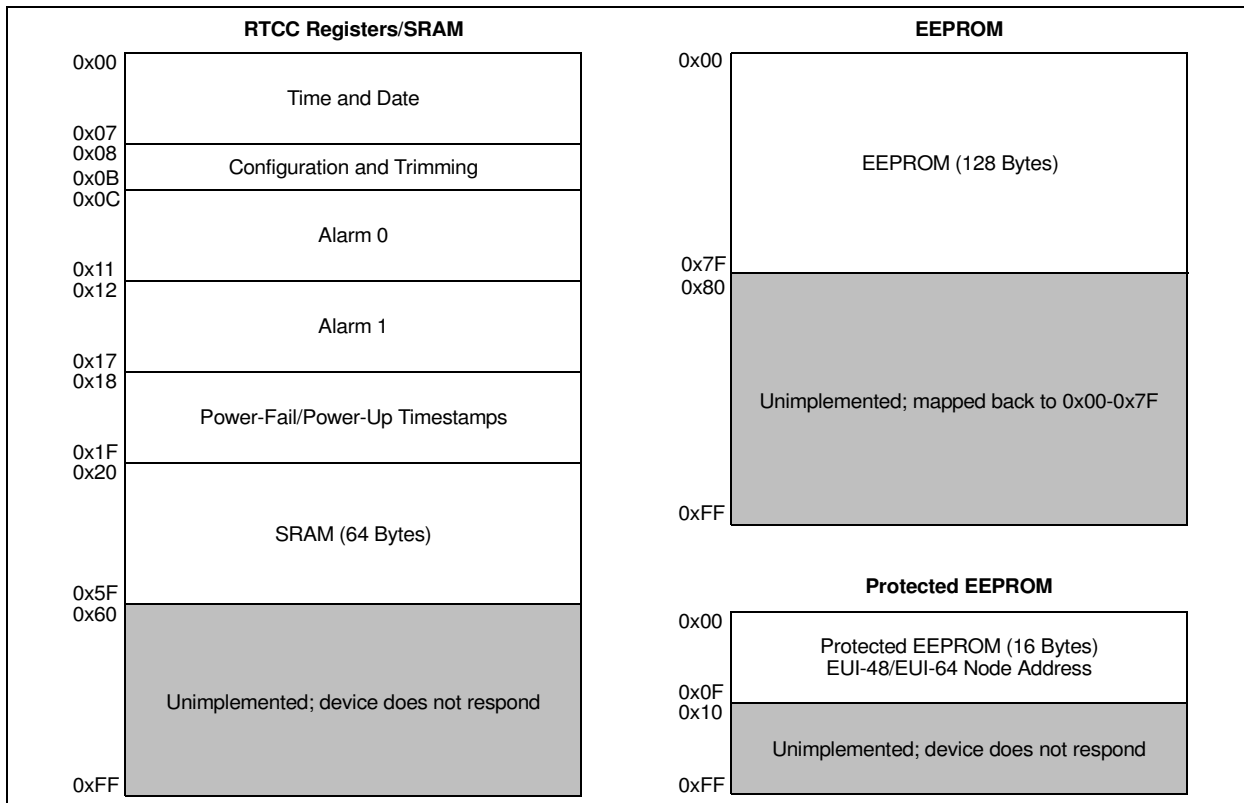 RTCC Registers/SRAM
0x00
Time and Date
0x07
0x08
Configuration and Trimming
0x0B
0x0C
Alarm 0
0x11
0x12
Alarm 1
0x17
0x18
Power-Fail/Power-Up Timestamps
0x1F
0x20
SRAM (64 Bytes)
0x5F
0x60
Unimplemented; device does not respond
0xFF
EEPROM
0x00
EEPROM (128 Bytes)
0x7F
0x80
Unimplemented; mapped back to 0x00-0x7F
0xFF
Protected EEPROM
0x00
Protected EEPROM (16 Bytes)
EUI-48/EUI-64 Node Address
0x0F
0x10
Unimplemented; device does not respond
0xFF